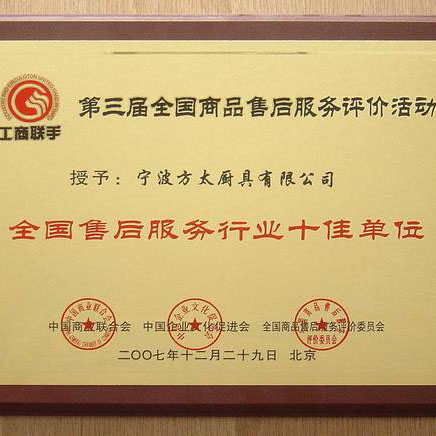 第三届全国商品售后服务评价活动
工商联手
授予：宁波方太厨具有限公司
全国售后服务行业十佳单位
中国商业联合会 中国企业文化促进会 全国商品售后服务评价委员会
二〇〇七年十二月二十九日 北京